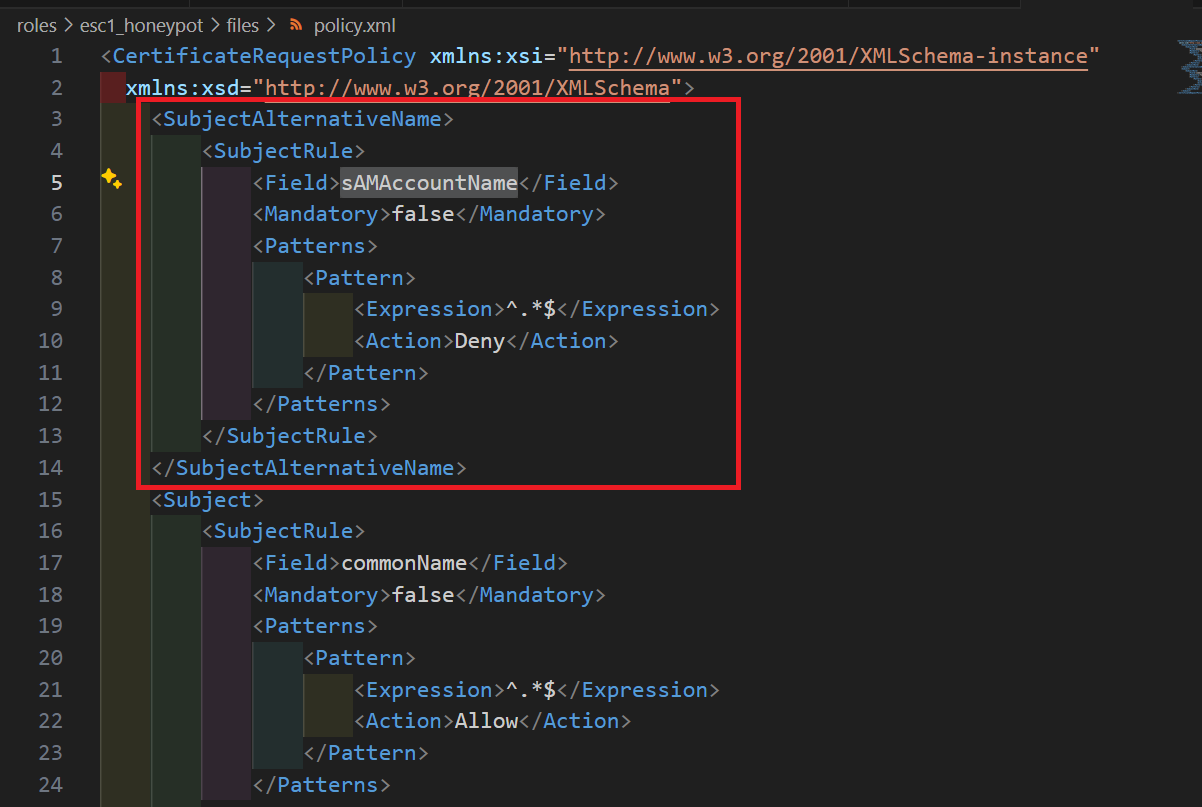 roles > esc1_honeypot > files > policy.xml
1 <CertificateRequestPolicy xmlns:xsi="http://www.w3.org/2001/XMLSchema-instance"
2 xmlns:xsd="http://www.w3.org/2001/XMLSchema">
3 <SubjectAlternativeName>
4 <SubjectRule>
5 <Field>sAMAccountName</Field>
6 <Mandatory>false</Mandatory>
7 <Patterns>
8 <Pattern>
9 <Expression>^.*$</Expression>
10 <Action>Deny</Action>
11 </Pattern>
12 </Patterns>
13 </SubjectRule>
14 </SubjectAlternativeName>
15 <Subject>
16 <SubjectRule>
17 <Field>commonName</Field>
18 <Mandatory>false</Mandatory>
19 <Patterns>
20 <Pattern>
21 <Expression>^.*$</Expression>
22 <Action>Allow</Action>
23 </Pattern>
24 </Patterns>